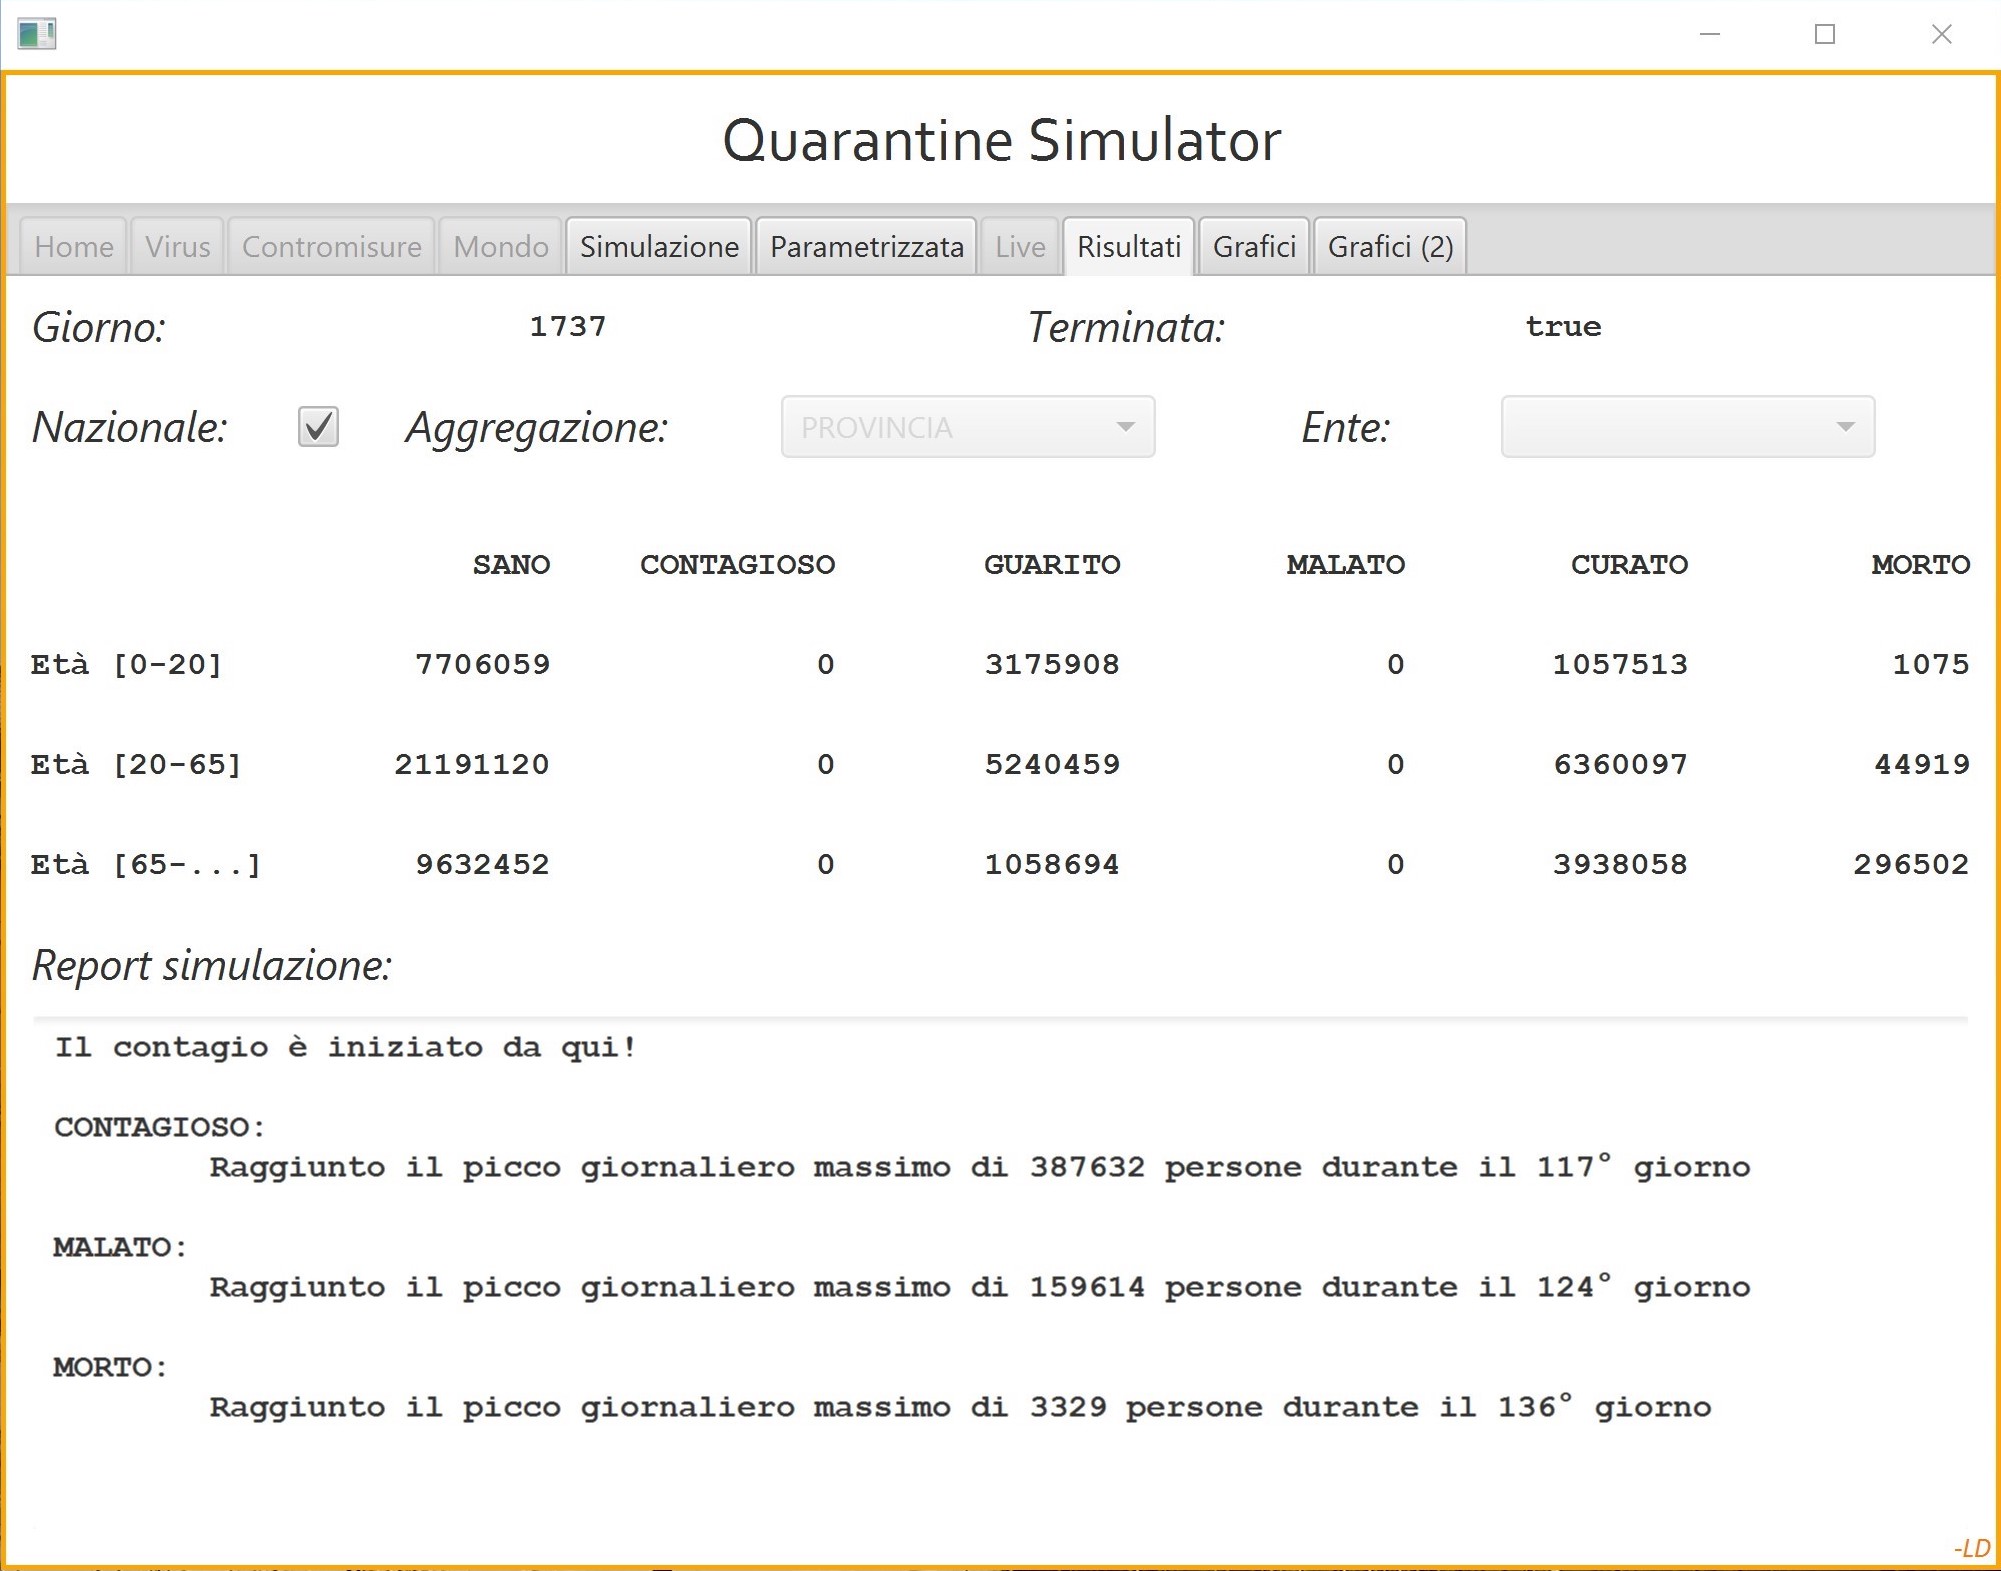 Quarantine Simulator
Home Virus Contromisure Mondo Simulazione Parametrizzata Live Risultati Grafici Grafici (2)
Giorno: 1737 Terminata: true
Nazionale: Aggregazione: PROVINCIA Ente:
SANO CONTAGIOSO GUARITO MALATO CURATO MORTO
Età [0-20] 7706059 0 3175908 0 1057513 1075
Età [20-65] 21191120 0 5240459 0 6360097 44919
Età [65-...] 9632452 0 1058694 0 3938058 296502
Report simulazione:
Il contagio è iniziato da qui!
CONTAGIOSO:
Raggiunto il picco giornaliero massimo di 387632 persone durante il 117° giorno
MALATO:
Raggiunto il picco giornaliero massimo di 159614 persone durante il 124° giorno
MORTO:
Raggiunto il picco giornaliero massimo di 3329 persone durante il 136° giorno
-LD